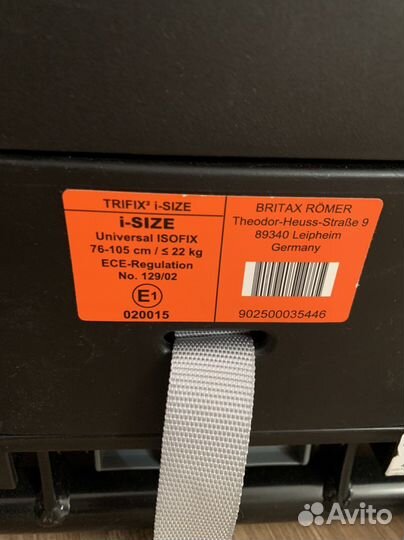 TRIFIX² i-SIZE
i-SIZE
Universal ISOFIX
76-105 cm / ≤ 22 kg
ECE-Regulation
No. 129/02
E1
020015
BRITAX RÖMER
Theodor-Heuss-Straße 9
89340 Leipheim
Germany
902500035446
Avito